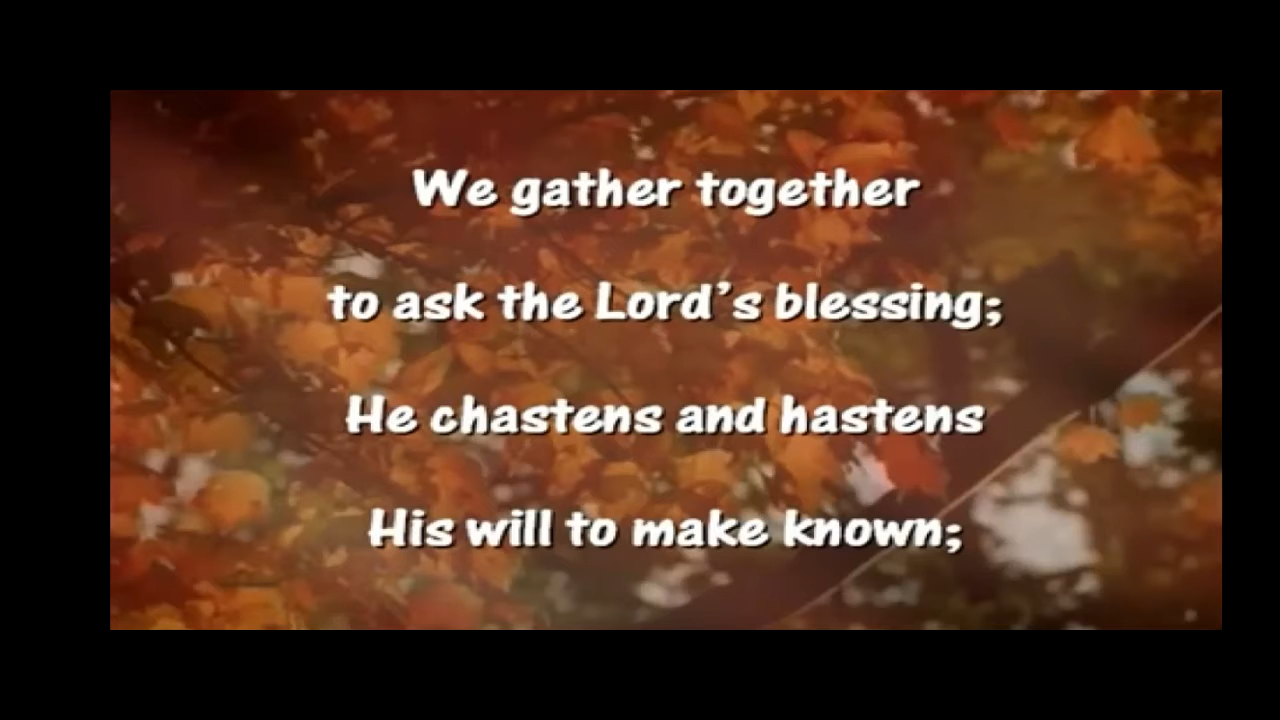 We gather together
to ask the Lord's blessing;
He chastens and hastens
His will to make known;